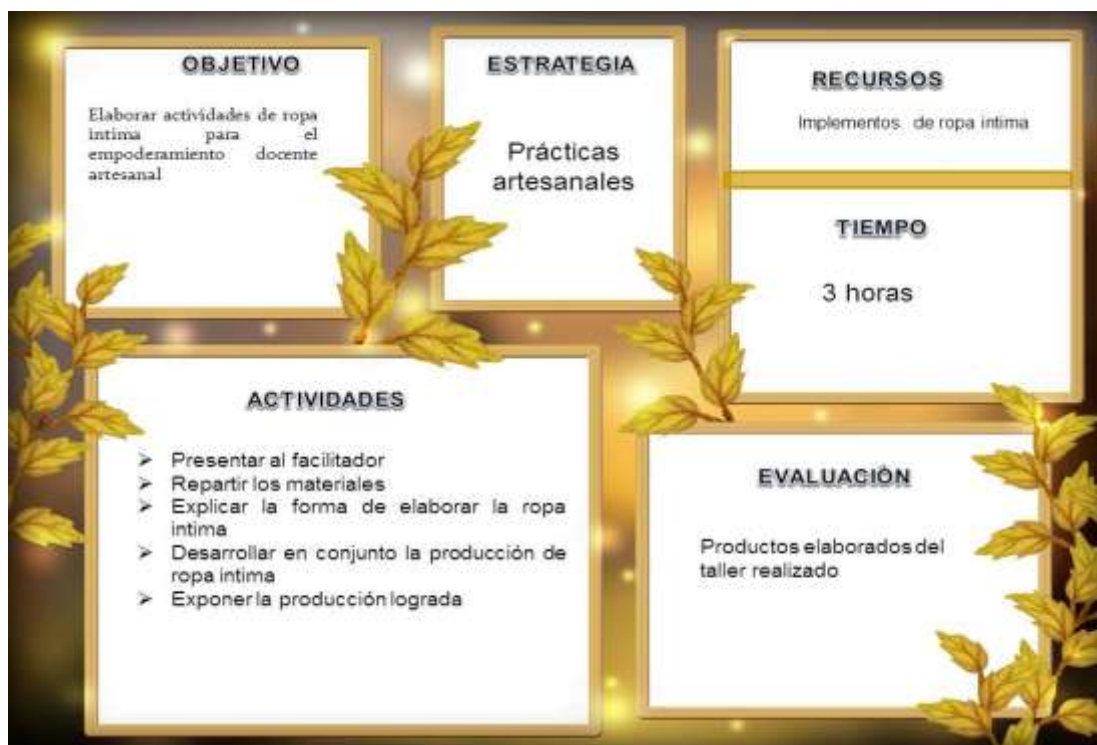 OBJETIVO
Elaborar actividades de ropa
intima para el
empoderamiento docente
artesanal
ESTRATEGIA
Prácticas
artesanales
RECURSOS
Implementos de ropa intima
TIEMPO
3 horas
ACTIVIDADES
➢ Presentar al facilitador
➢ Repartir los materiales
➢ Explicar la forma de elaborar la ropa
intima
➢ Desarrollar en conjunto la producción de
ropa intima
➢ Exponer la producción lograda
EVALUACIÓN
Productos elaborados del
taller realizado